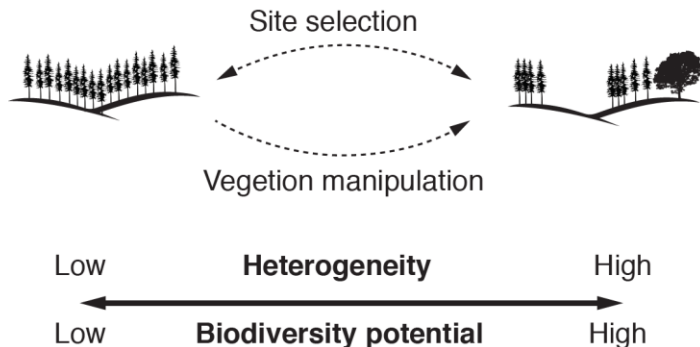 Site selection
Vegetion manipulation
Low Heterogeneity High
Low Biodiversity potential High